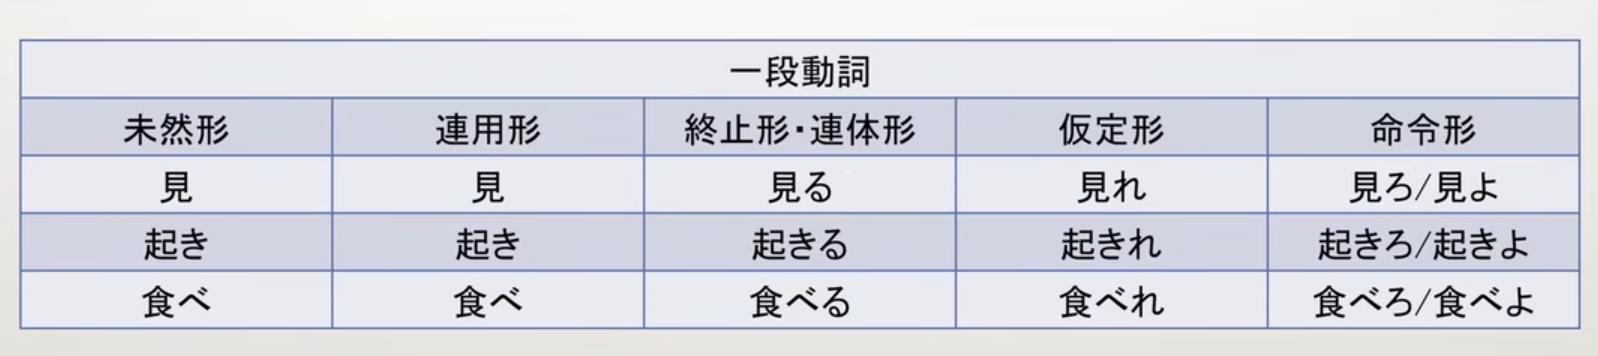 一段動詞
未然形 連用形 終止形・連体形 仮定形 命令形
見 見 見る 見れ 見ろ/見よ
起き 起き 起きる 起きれ 起きろ/起きよ
食べ 食べ 食べる 食べれ 食べろ/食べよ